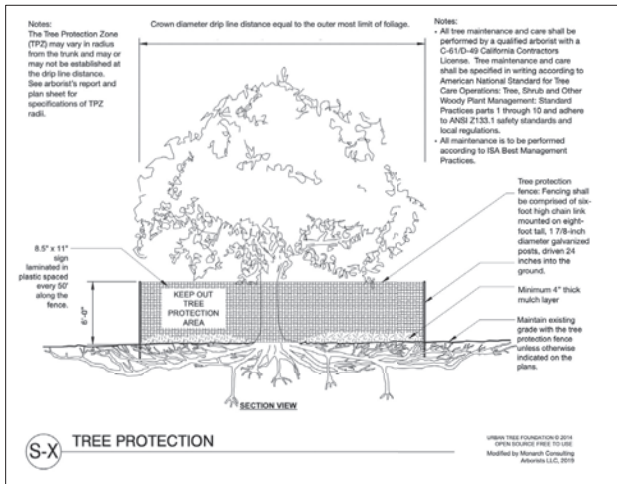 Notes:
The Tree Protection Zone
(TPZ) may vary in radius
from the trunk and may or
may not be established at
the drip line distance.
See arborist's report and
plan sheet for
specifications of TPZ
radii.
Crown diameter drip line distance equal to the outer most limit of foliage.
Notes:
- All tree maintenance and care shall be
performed by a qualified arborist with a
C-61/D-49 California Contractors
License. Tree maintenance and care
shall be specified in writing according to
American National Standard for Tree
Care Operations: Tree, Shrub and Other
Woody Plant Management: Standard
Practices parts 1 through 10 and adhere
to ANSI Z133.1 safety standards and
local regulations.
- All maintenance is to be performed
according to ISA Best Management
Practices.
Tree protection
fence: Fencing shall
be comprised of six-
foot high chain link
mounted on eight-
foot tall, 1 7/8-inch
diameter galvanized
posts, driven 24
inches into the
ground.
8.5" x 11"
sign
laminated in
plastic spaced
every 50'
along the
fence.
6'-0"
KEEP OUT
TREE
PROTECTION
AREA
Minimum 4" thick
mulch layer
Maintain existing
grade with the tree
protection fence
unless otherwise
indicated on the
plans.
SECTION VIEW
S-X
TREE PROTECTION
URBAN TREE FOUNDATION © 2014
OPEN SOURCE FREE TO USE
Modified by Monarch Consulting
Arborists LLC, 2019